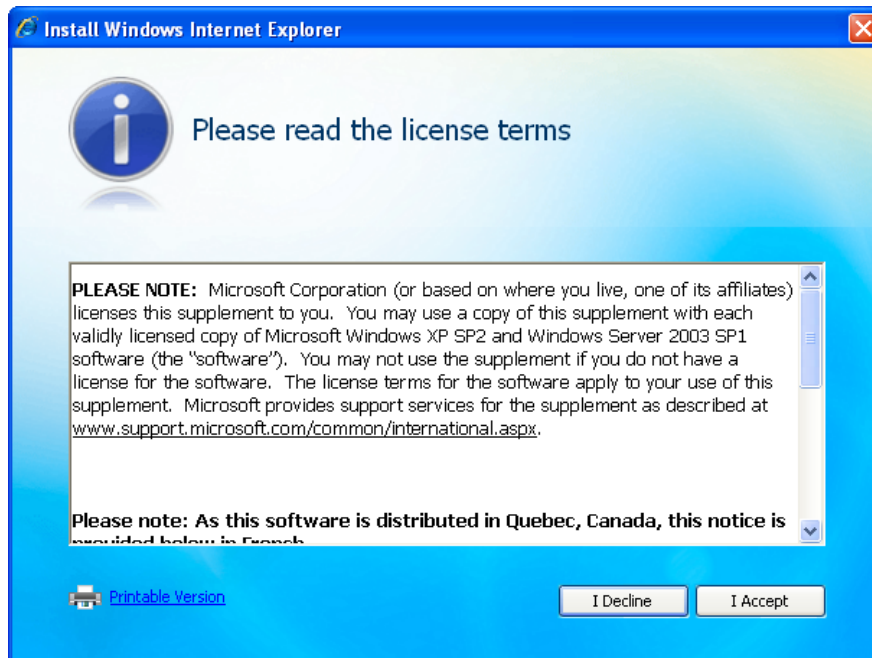 Install Windows Internet Explorer
Please read the license terms
PLEASE NOTE: Microsoft Corporation (or based on where you live, one of its affiliates)
licenses this supplement to you. You may use a copy of this supplement with each
validly licensed copy of Microsoft Windows XP SP2 and Windows Server 2003 SP1
software (the "software"). You may not use the supplement if you do not have a
license for the software. The license terms for the software apply to your use of this
supplement. Microsoft provides support services for the supplement as described at
www.support.microsoft.com/common/international.aspx.
Please note: As this software is distributed in Quebec, Canada, this notice is
provided below in French
Printable Version
I Decline
I Accept